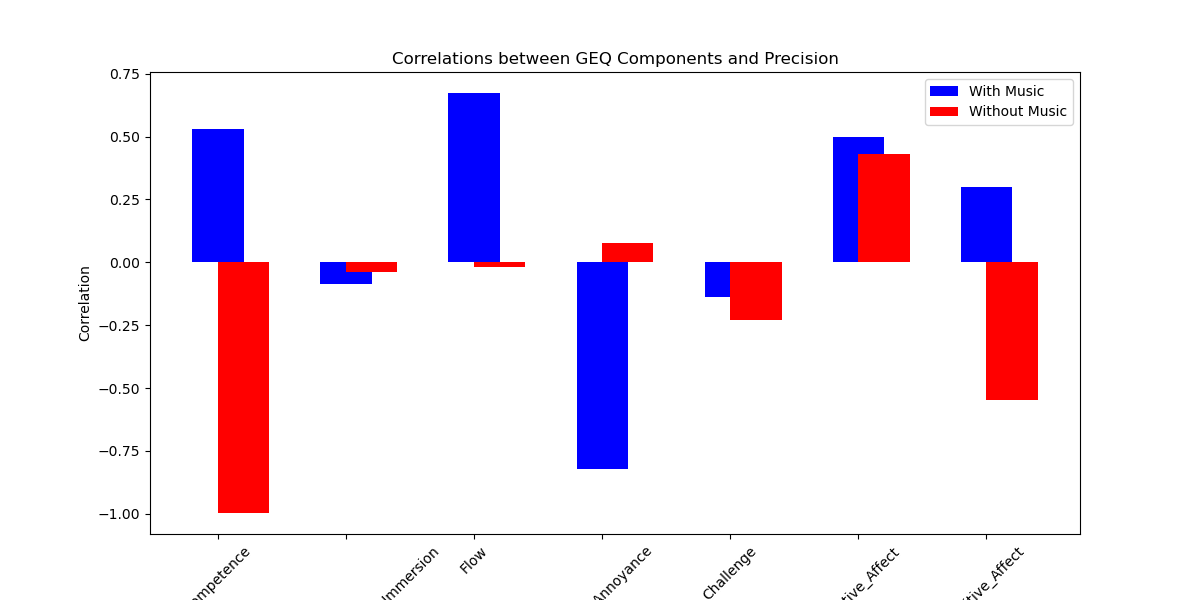 Correlations between GEQ Components and Precision
With Music
Without Music
Correlation
0.75
0.50
0.25
0.00
−0.25
−0.50
−0.75
−1.00
Immersion
Flow
Annoyance
Challenge